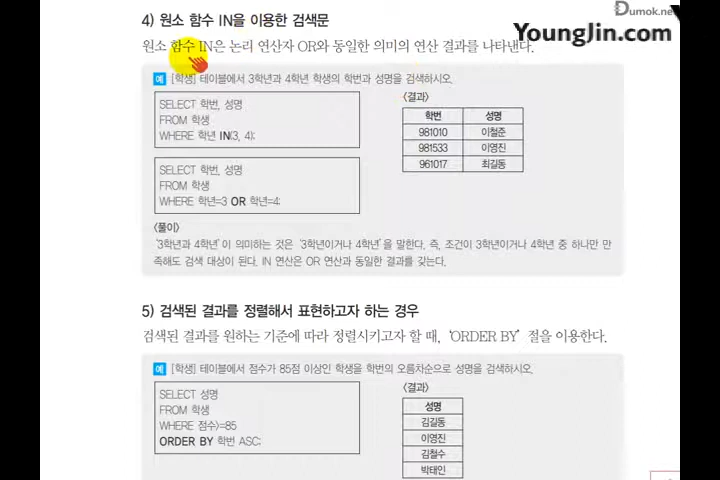 Dumok.ne
YoungJin.com
4) 원소 함수 IN을 이용한 검색문
원소 함수 IN은 논리 연산자 OR와 동일한 의미의 연산 결과를 나타낸다.
예 [학생] 테이블에서 3학년과 4학년 학생의 학번과 성명을 검색하시오.
SELECT 학번, 성명
FROM 학생
WHERE 학년 IN(3, 4);
SELECT 학번, 성명
FROM 학생
WHERE 학년=3 OR 학년=4;
<결과>
학번 성명
981010 이철준
981533 이영진
961017 최길동
<풀이>
‘3학년과 4학년’이 의미하는 것은 ‘3학년이거나 4학년’을 말한다. 즉, 조건이 3학년이거나 4학년 중 하나만 만
족해도 검색 대상이 된다. IN 연산은 OR 연산과 동일한 결과를 갖는다.
5) 검색된 결과를 정렬해서 표현하고자 하는 경우
검색된 결과를 원하는 기준에 따라 정렬시키고자 할 때, ‘ORDER BY’ 절을 이용한다.
예 [학생] 테이블에서 점수가 85점 이상인 학생을 학번의 오름차순으로 성명을 검색하시오.
SELECT 성명
FROM 학생
WHERE 점수>=85
ORDER BY 학번 ASC;
<결과>
성명
김길동
이영진
김철수
박태인